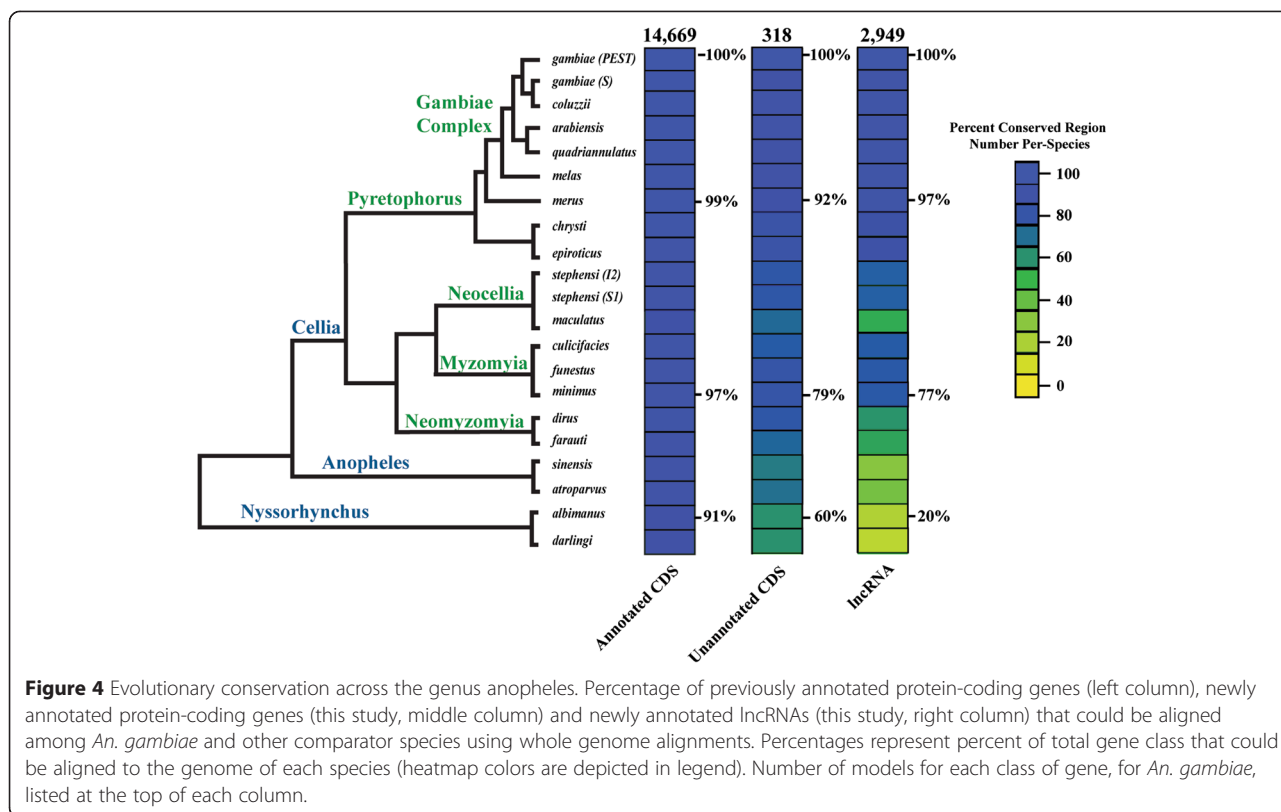 14,669
318
2,949
gambiae (PEST)
gambiae (S)
coluzzii
arabiensis
quadriannulatus
melas
merus
chrysti
epiroticus
stephensi (I2)
stephensi (S1)
maculatus
culicifacies
funestus
minimus
dirus
farauti
sinensis
atroparvus
albimanus
darlingi
Gambiae
Complex
Pyretophorus
Neocellia
Cellia
Myzomyia
Neomyzomyia
Anopheles
Nyssorhynchus
100%
99%
97%
91%
Annotated CDS
100%
92%
79%
60%
Unannotated CDS
100%
97%
77%
20%
lncRNA
Percent Conserved Region
Number Per-Species
100
80
60
40
20
0
Figure 4 Evolutionary conservation across the genus anopheles. Percentage of previously annotated protein-coding genes (left column), newly
annotated protein-coding genes (this study, middle column) and newly annotated lncRNAs (this study, right column) that could be aligned
among An. gambiae and other comparator species using whole genome alignments. Percentages represent percent of total gene class that could
be aligned to the genome of each species (heatmap colors are depicted in legend). Number of models for each class of gene, for An. gambiae,
listed at the top of each column.